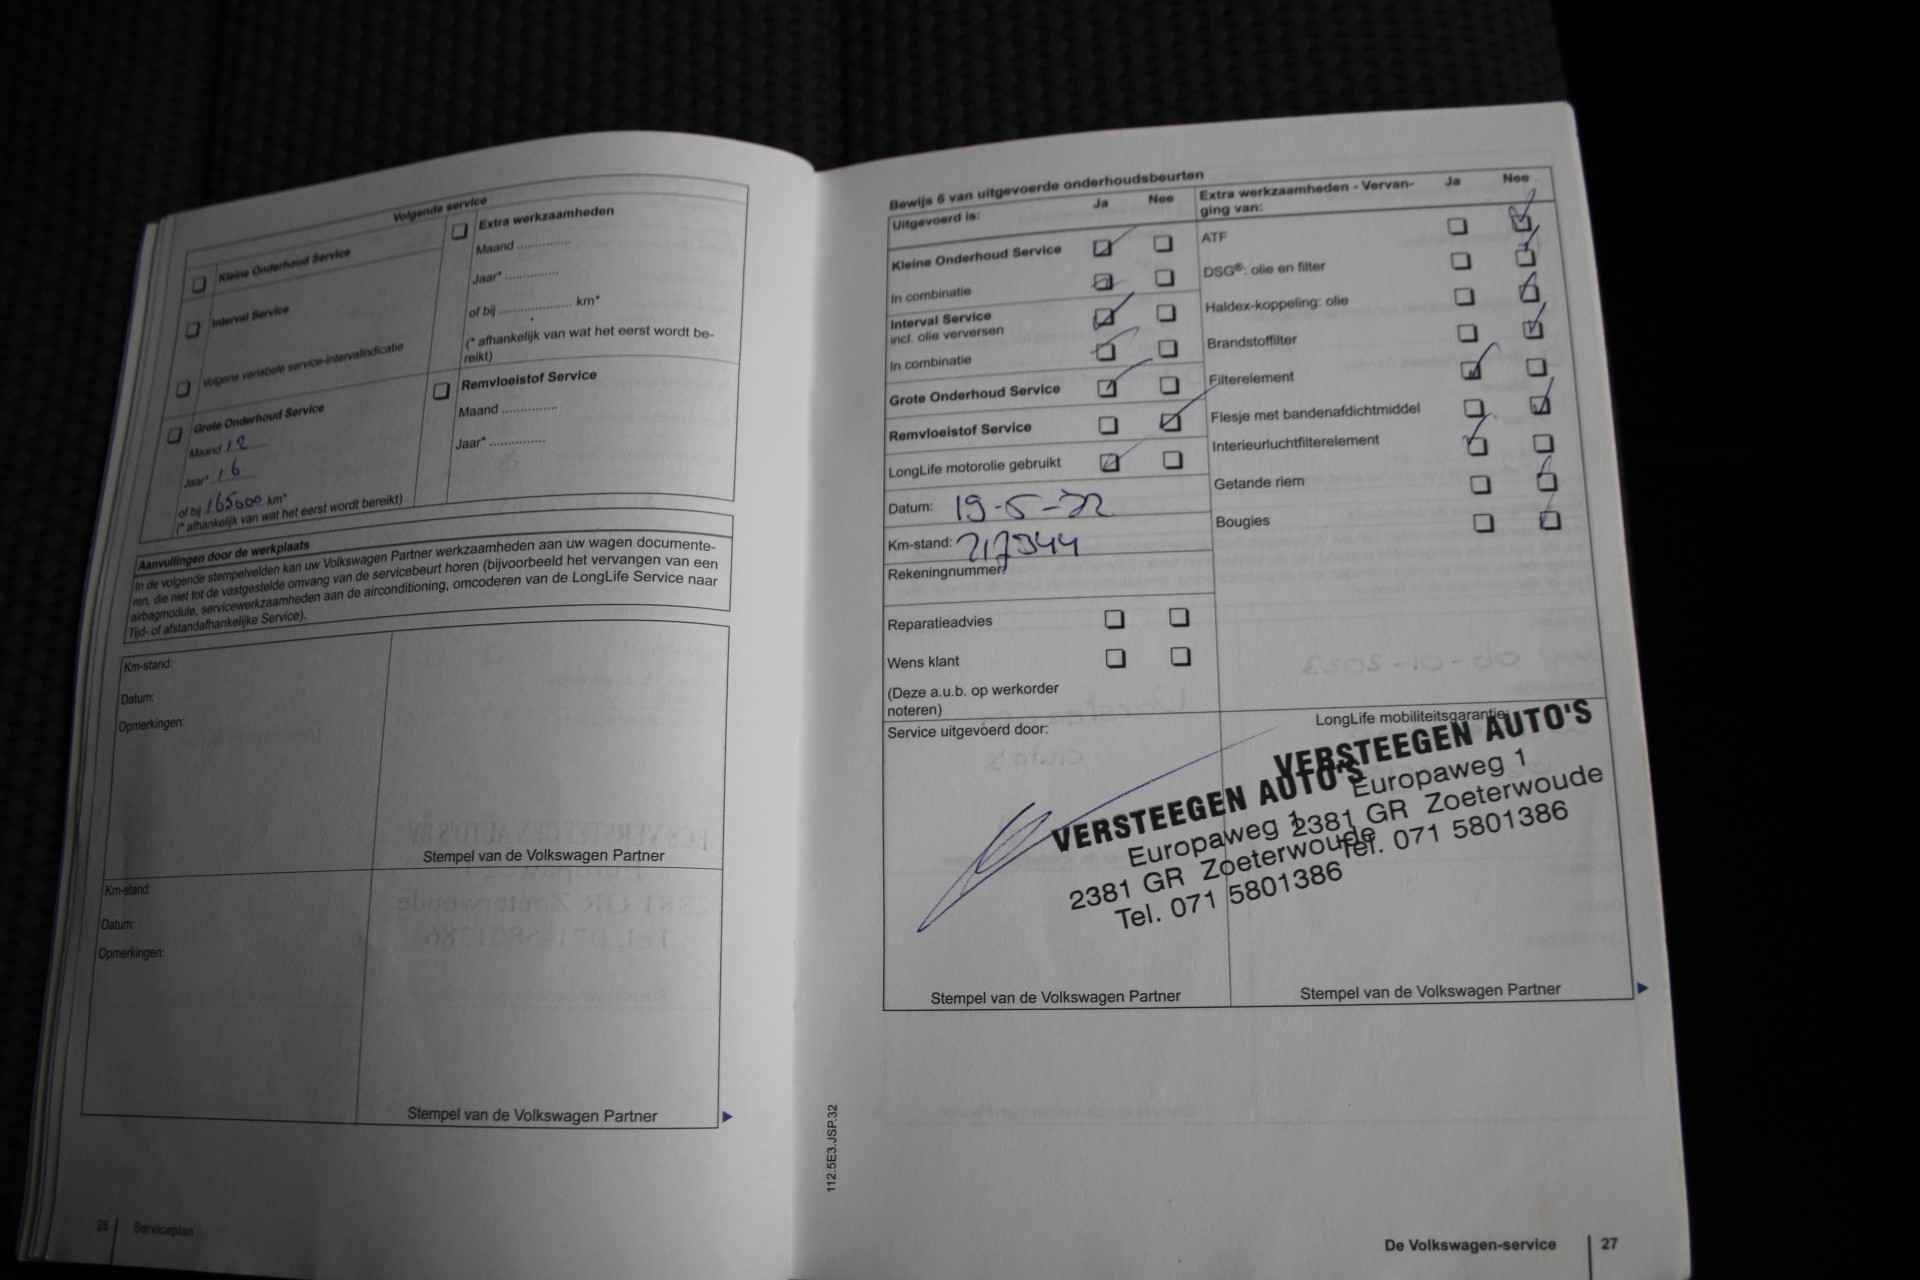 Volgende service
Kleine Onderhoud Service
Interval Service
Volgens variabele service-intervalindicatie
Grote Onderhoud Service
Maand 12
Jaar* 16
of bij 165000 km*
(* afhankelijk van wat het eerst wordt bereikt)
Extra werkzaamheden
Maand ...............
Jaar* ...............
of bij .................... km*
(* afhankelijk van wat het eerst wordt be-
reikt)
Remvloeistof Service
Maand ...............
Jaar* ...............
Aanvullingen door de werkplaats
In de volgende stempelvelden kan uw Volkswagen Partner werkzaamheden aan uw wagen documente-
ren, die niet tot de vastgestelde omvang van de servicebeurt horen (bijvoorbeeld het vervangen van een
airbagmodule, servicewerkzaamheden aan de airconditioning, omcoderen van de LongLife Service naar
Tijd- of afstandafhankelijke Service).
Km-stand:
Datum:
Opmerkingen:
Stempel van de Volkswagen Partner
Km-stand:
Datum:
Opmerkingen:
Stempel van de Volkswagen Partner
Serviceplan
Bewijs 6 van uitgevoerde onderhoudsbeurten
Uitgevoerd is: Ja Nee
Kleine Onderhoud Service
In combinatie
Interval Service
incl. olie verversen
In combinatie
Grote Onderhoud Service
Remvloeistof Service
LongLife motorolie gebruikt
Datum: 19-5-22
Km-stand: 217944
Rekeningnummer:
Reparatieadvies
Wens klant
(Deze a.u.b. op werkorder
noteren)
Extra werkzaamheden - Vervan- Ja Nee
ging van:
ATF
DSG®: olie en filter
Haldex-koppeling: olie
Brandstoffilter
Filterelement
Flesje met bandenafdichtmiddel
Interieurluchtfilterelement
Getande riem
Bougies
Service uitgevoerd door:
VERSTEEGEN AUTO'S
Europaweg 1
2381 GR Zoeterwoude
Tel. 071 5801386
Stempel van de Volkswagen Partner
LongLife mobiliteitsgarantie:
VERSTEEGEN AUTO'S
Europaweg 1
2381 GR Zoeterwoude
Tel. 071 5801386
Stempel van de Volkswagen Partner
112.5E3.JSP.32
De Volkswagen-service 27